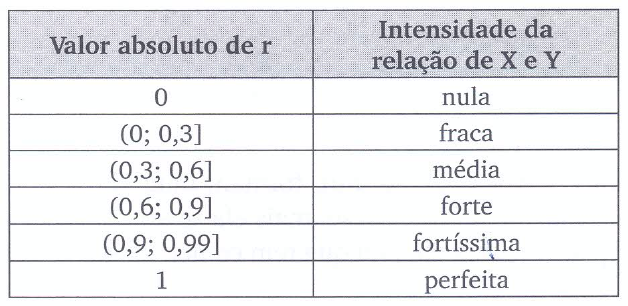 Valor absoluto de r
Intensidade da
relação de X e Y
0 nula
(0; 0,3] fraca
(0,3; 0,6] média
(0,6; 0,9] forte
(0,9; 0,99] fortíssima
1 perfeita